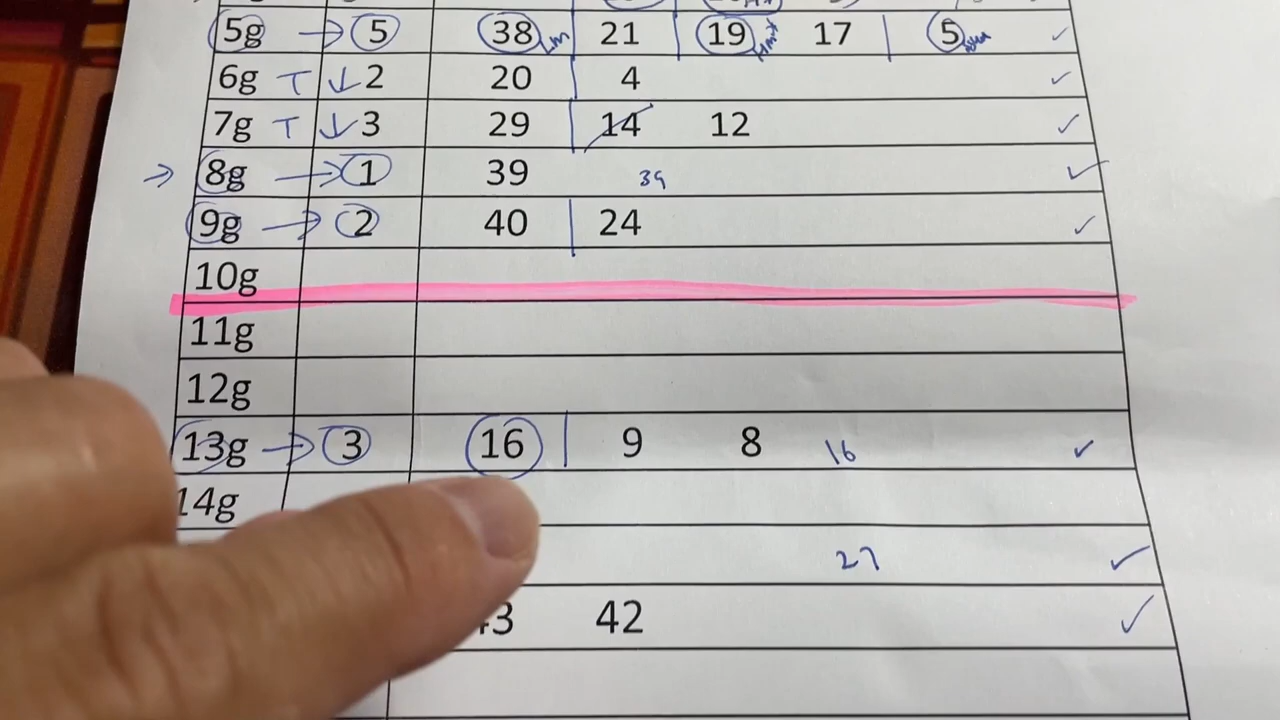 5g → 5 38 21 19 17 5 ✓
6g T ↓ 2 20 4 ✓
7g T ↓ 3 29 14 12 ✓
→ 8g → 1 39 39 ✓
9g → 2 40 24 ✓
10g
11g
12g
13g → 3 16 9 8 16 ✓
14g
27 ✓
42 ✓